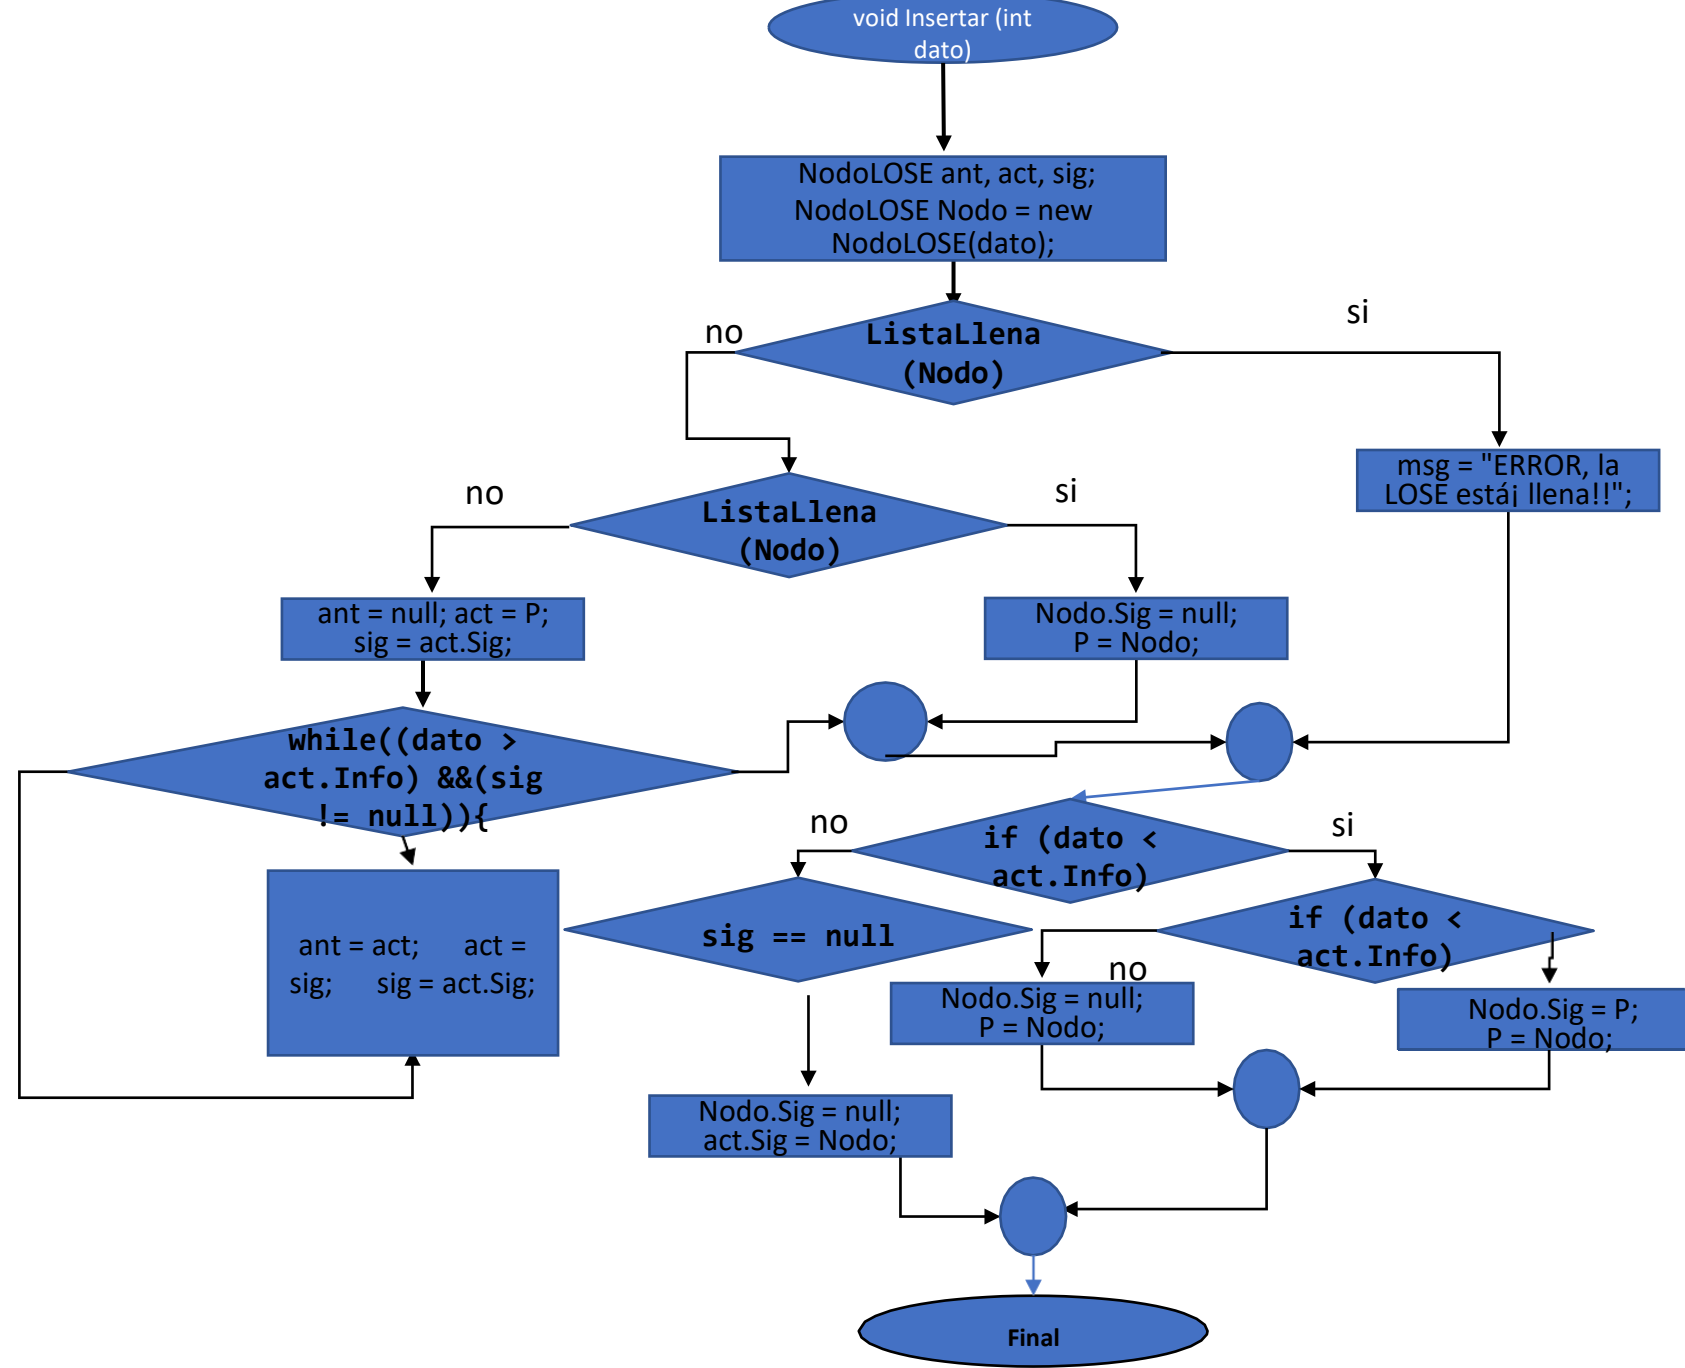 void Insertar (int
dato)
NodoLOSE ant, act, sig;
NodoLOSE Nodo = new
NodoLOSE(dato);
no
ListaLlena
(Nodo)
si
msg = "ERROR, la
LOSE está¡ llena!!";
no
ListaLlena
(Nodo)
si
ant = null; act = P;
sig = act.Sig;
Nodo.Sig = null;
P = Nodo;
while((dato >
act.Info) &&(sig
!= null)){
no
if (dato <
act.Info)
si
ant = act; act =
sig; sig = act.Sig;
sig == null
if (dato <
act.Info)
no
Nodo.Sig = null;
P = Nodo;
Nodo.Sig = P;
P = Nodo;
Nodo.Sig = null;
act.Sig = Nodo;
Final